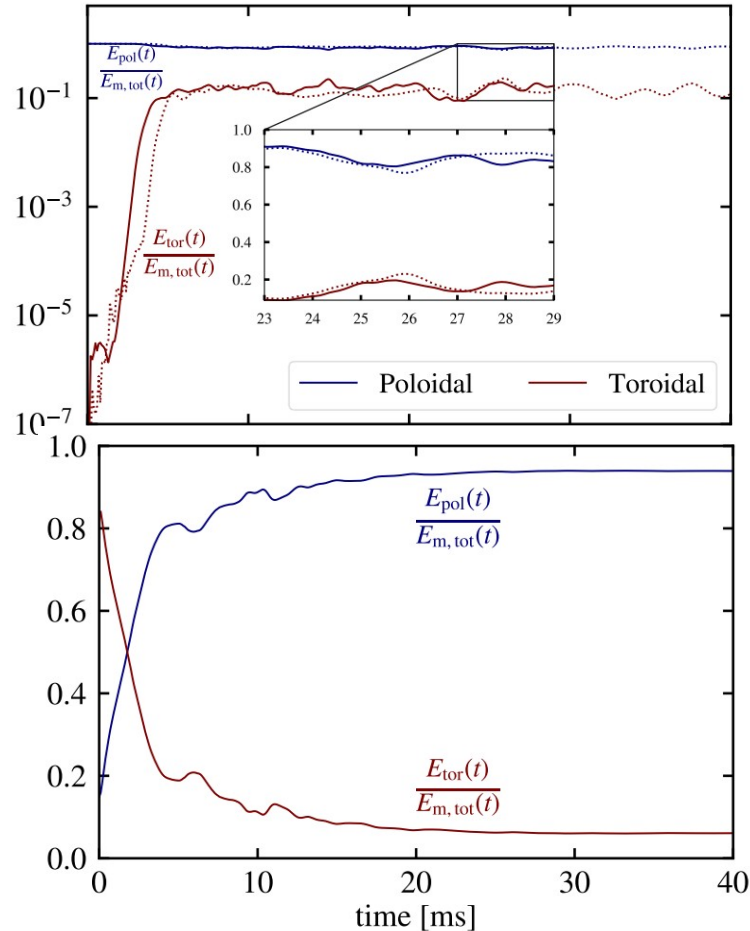 E_pol(t)
E_m,tot(t)
10^−1
10^−3
10^−5
10^−7
E_tor(t)
E_m,tot(t)
1.0
0.8
0.6
0.4
0.2
23 24 25 26 27 28 29
Poloidal Toroidal
1.0
0.8
0.6
0.4
0.2
0.0
E_pol(t)
E_m,tot(t)
E_tor(t)
E_m,tot(t)
0 10 20 30 40
time [ms]